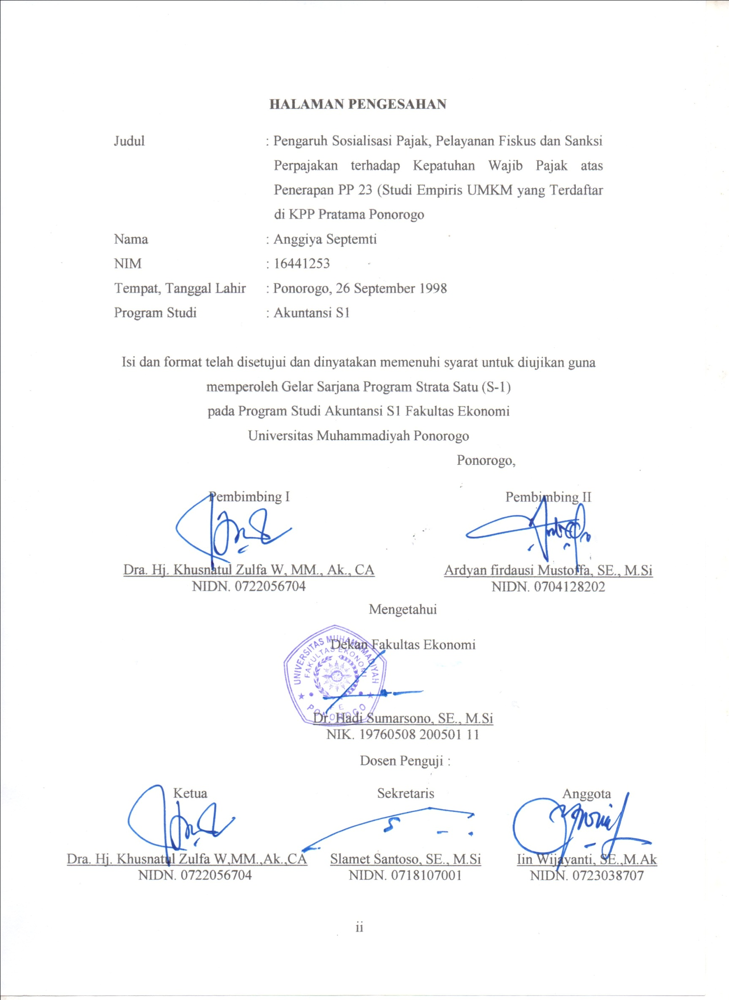 HALAMAN PENGESAHAN
Judul : Pengaruh Sosialisasi Pajak, Pelayanan Fiskus dan Sanksi
Perpajakan terhadap Kepatuhan Wajib Pajak atas
Penerapan PP 23 (Studi Empiris UMKM yang Terdaftar
di KPP Pratama Ponorogo
Nama : Anggiya Septemti
NIM : 16441253
Tempat, Tanggal Lahir : Ponorogo, 26 September 1998
Program Studi : Akuntansi S1
Isi dan format telah disetujui dan dinyatakan memenuhi syarat untuk diujikan guna
memperoleh Gelar Sarjana Program Strata Satu (S-1)
pada Program Studi Akuntansi S1 Fakultas Ekonomi
Universitas Muhammadiyah Ponorogo
Ponorogo,
Pembimbing I Pembimbing II
Dra. Hj. Khusnatul Zulfa W, MM., Ak., CA Ardyan firdausi Mustoffa, SE., M.Si
NIDN. 0722056704 NIDN. 0704128202
Mengetahui
Dekan Fakultas Ekonomi
UNIVERSITAS MUHAMMADIYAH
FAKULTAS EKONOMI
PONOROGO
Dr. Hadi Sumarsono, SE., M.Si
NIK. 19760508 200501 11
Dosen Penguji :
Ketua Sekretaris Anggota
Dra. Hj. Khusnatul Zulfa W,MM.,Ak.,CA Slamet Santoso, SE., M.Si Iin Wijayanti, SE.,M.Ak
NIDN. 0722056704 NIDN. 0718107001 NIDN. 0723038707
ii